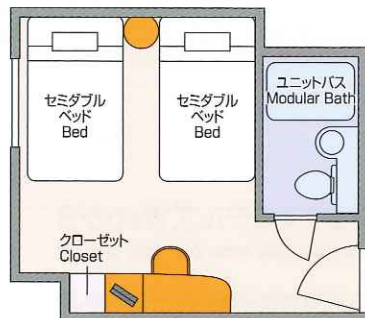 セミダブル
ベッド
Bed
セミダブル
ベッド
Bed
ユニットバス
Modular Bath
クローゼット
Closet